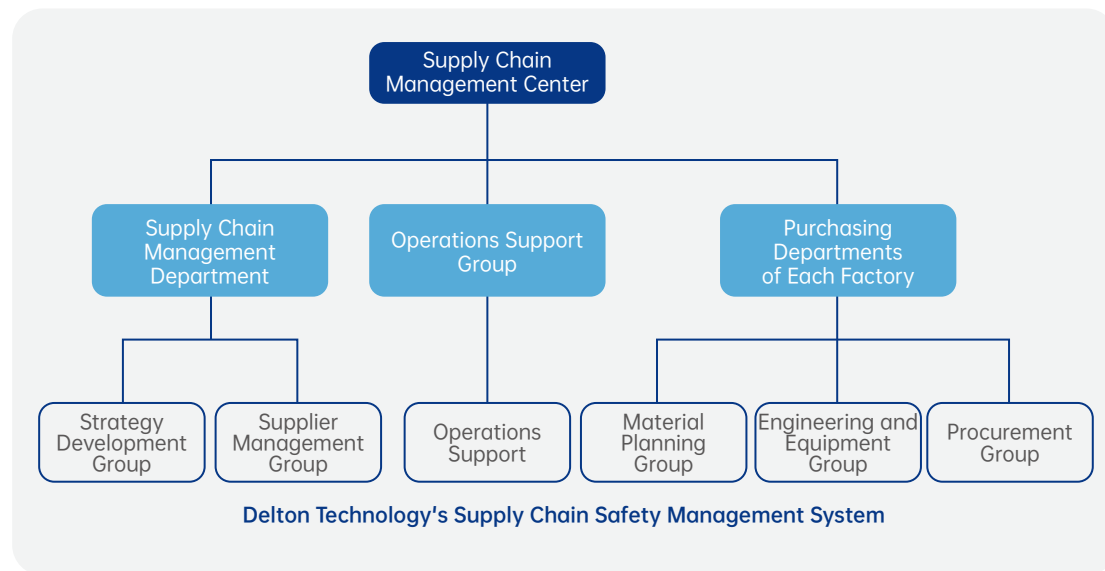 Supply Chain
Management Center
Supply Chain
Management
Department
Operations Support
Group
Purchasing
Departments
of Each Factory
Strategy
Development
Group
Supplier
Management
Group
Operations
Support
Material
Planning
Group
Engineering and
Equipment
Group
Procurement
Group
Delton Technology's Supply Chain Safety Management System